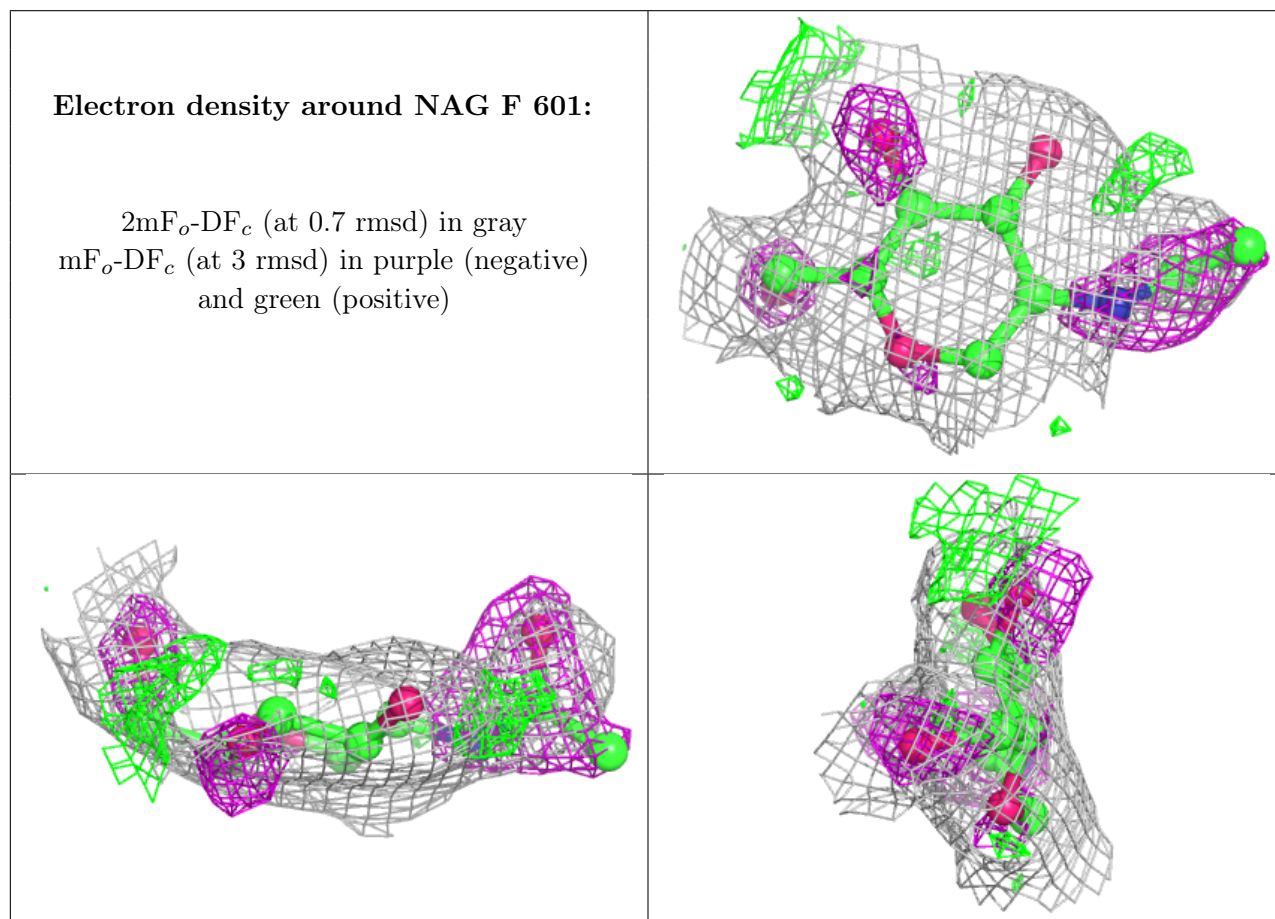 Electron density around NAG F 601:
2mFo-DFc (at 0.7 rmsd) in gray
mFo-DFc (at 3 rmsd) in purple (negative)
and green (positive)